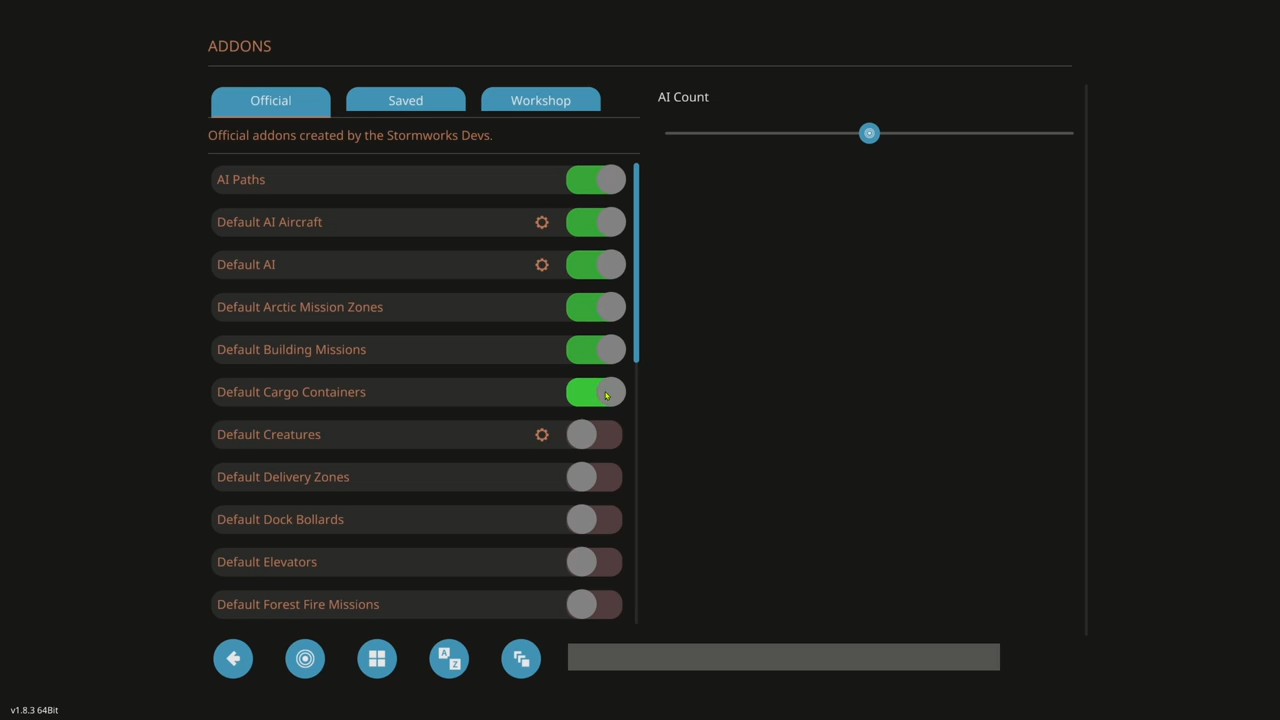 ADDONS
Official
Saved
Workshop
Official addons created by the Stormworks Devs.
AI Paths
Default AI Aircraft
Default AI
Default Arctic Mission Zones
Default Building Missions
Default Cargo Containers
Default Creatures
Default Delivery Zones
Default Dock Bollards
Default Elevators
Default Forest Fire Missions
AI Count
A
Z
v1.8.3 64Bit